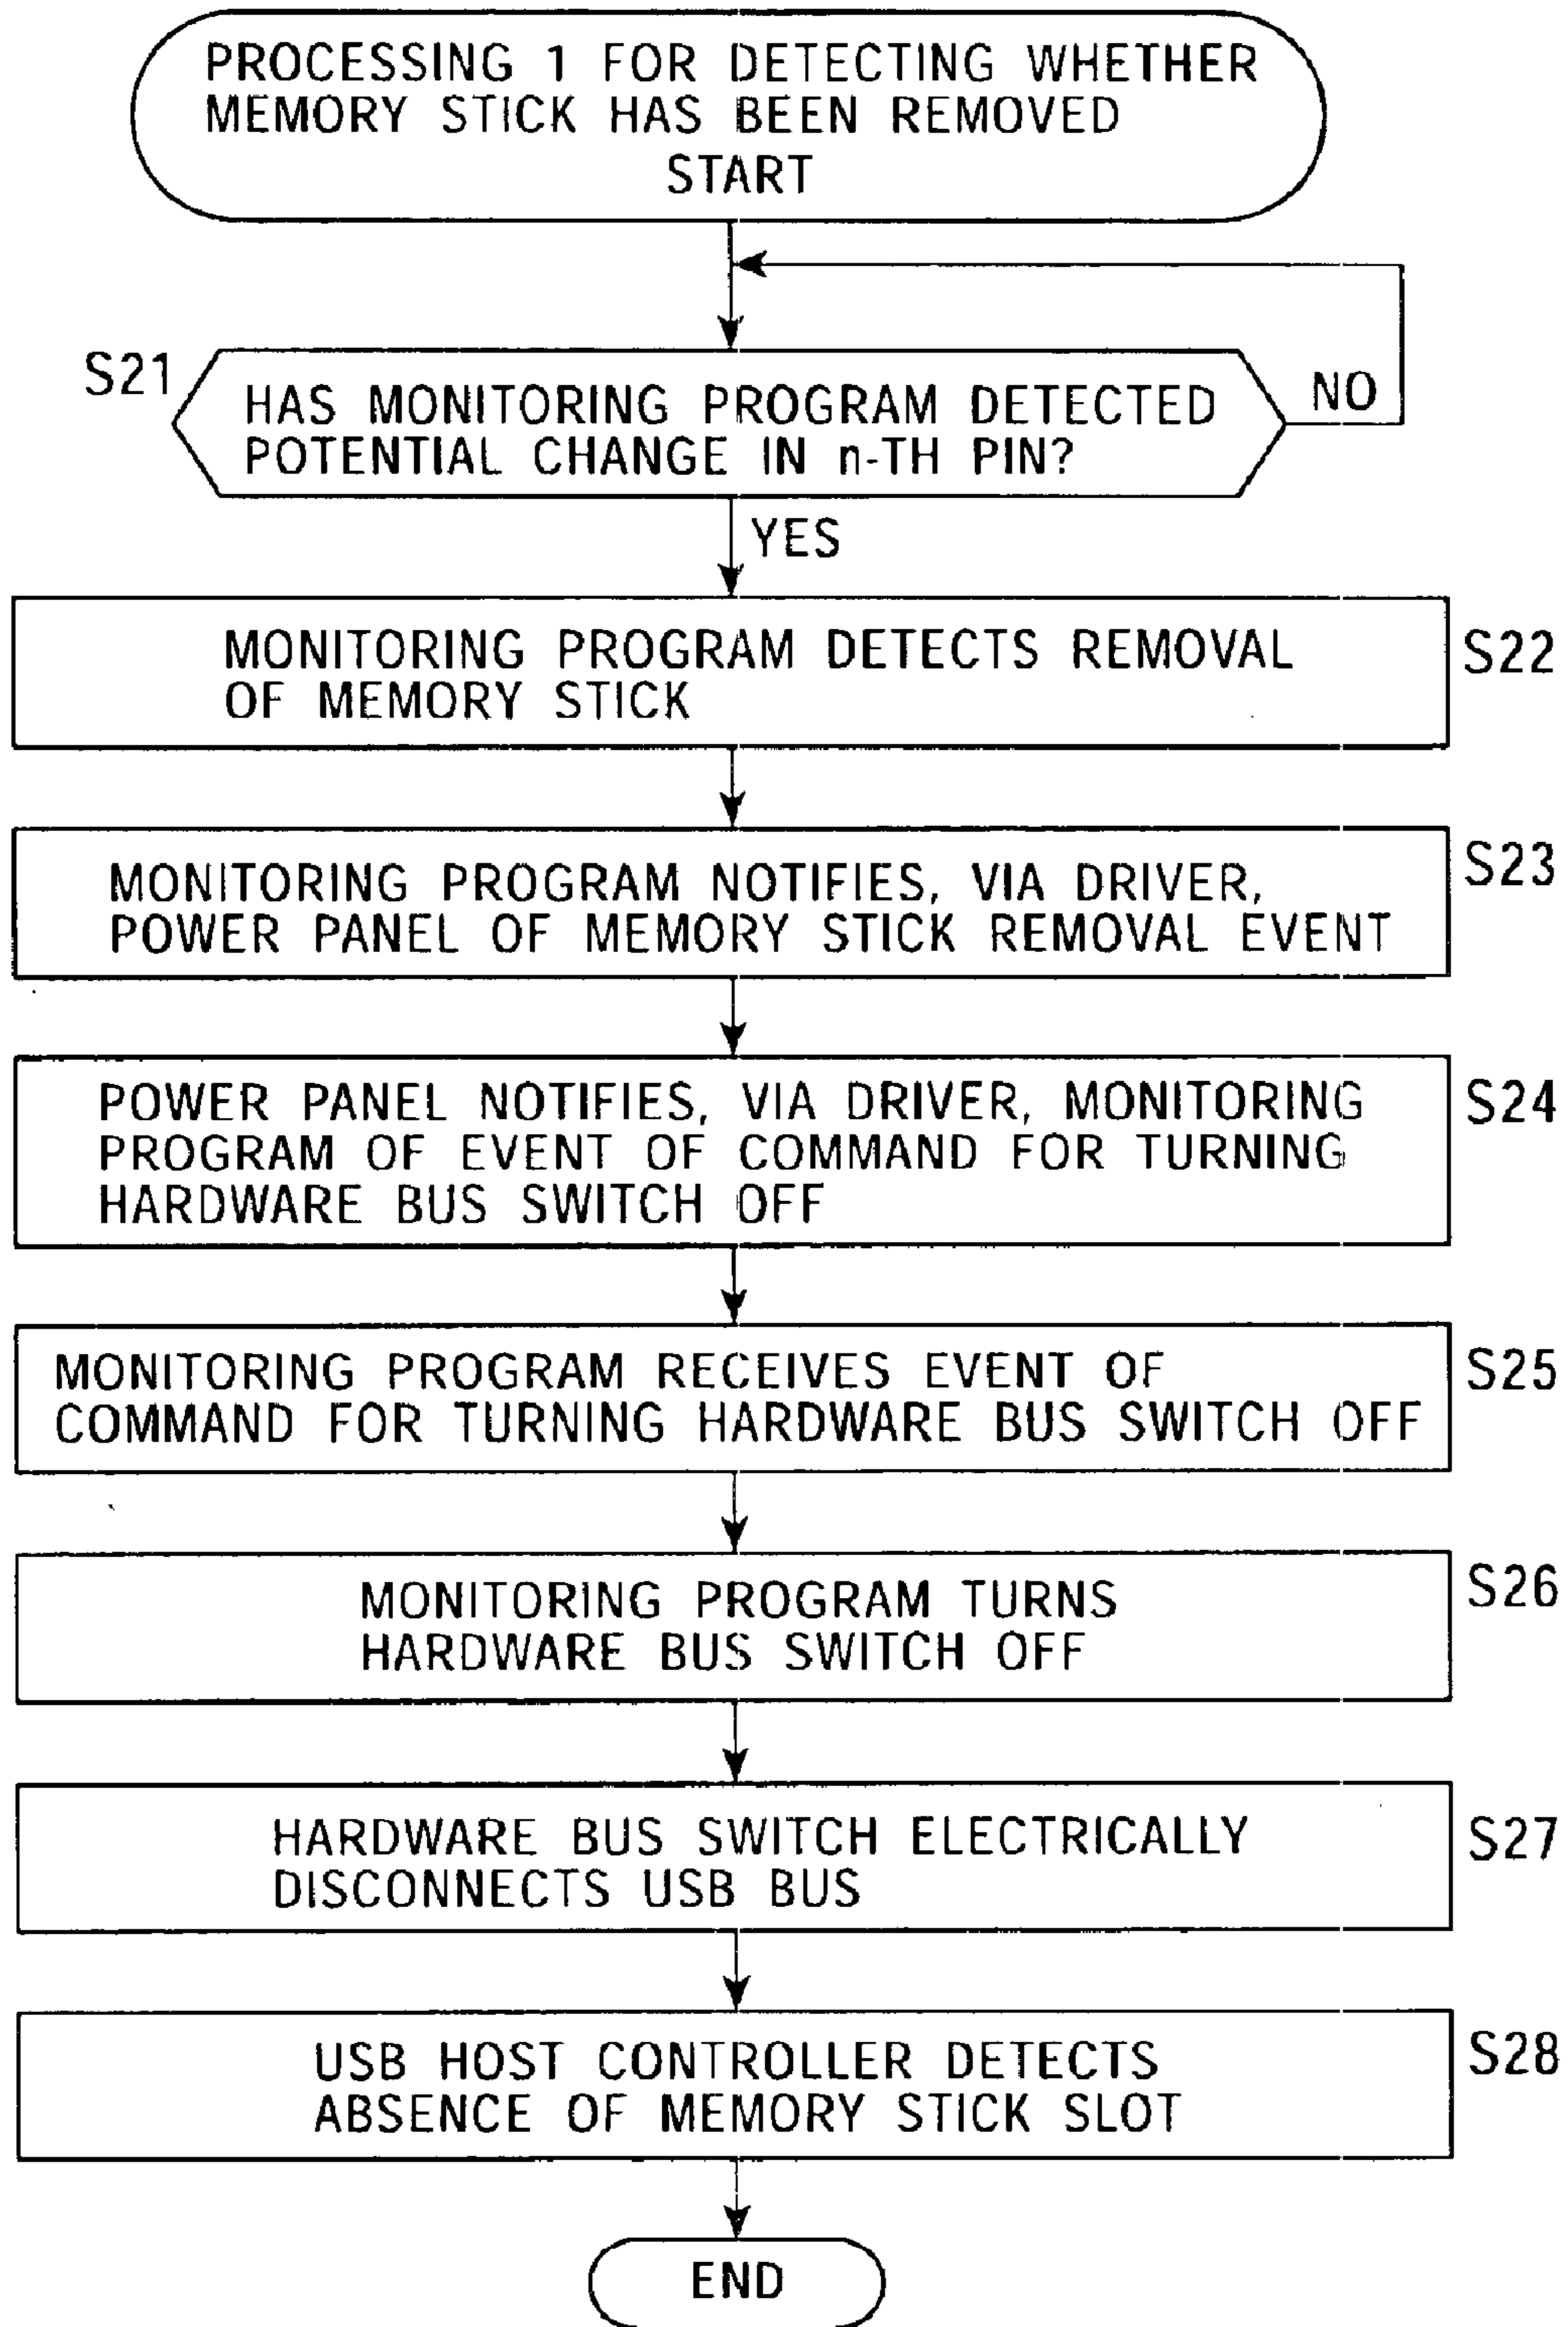 PROCESSING 1 FOR DETECTING WHETHER
MEMORY STICK HAS BEEN REMOVED
START
S21
HAS MONITORING PROGRAM DETECTED
POTENTIAL CHANGE IN n-TH PIN?
NO
YES
MONITORING PROGRAM DETECTS REMOVAL
OF MEMORY STICK
S22
MONITORING PROGRAM NOTIFIES, VIA DRIVER,
POWER PANEL OF MEMORY STICK REMOVAL EVENT
S23
POWER PANEL NOTIFIES, VIA DRIVER, MONITORING
PROGRAM OF EVENT OF COMMAND FOR TURNING
HARDWARE BUS SWITCH OFF
S24
MONITORING PROGRAM RECEIVES EVENT OF
COMMAND FOR TURNING HARDWARE BUS SWITCH OFF
S25
MONITORING PROGRAM TURNS
HARDWARE BUS SWITCH OFF
S26
HARDWARE BUS SWITCH ELECTRICALLY
DISCONNECTS USB BUS
S27
USB HOST CONTROLLER DETECTS
ABSENCE OF MEMORY STICK SLOT
S28
END